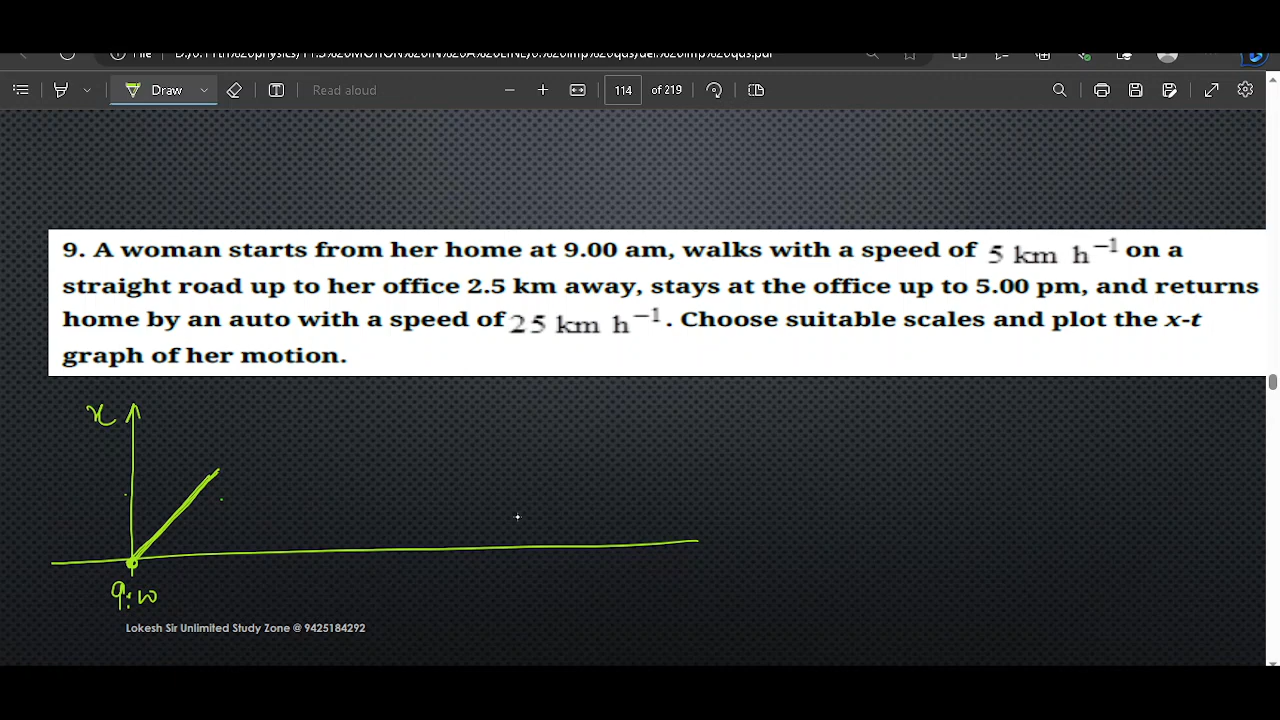 Draw
Read aloud
114 of 219
9. A woman starts from her home at 9.00 am, walks with a speed of 5 km h⁻¹ on a
straight road up to her office 2.5 km away, stays at the office up to 5.00 pm, and returns
home by an auto with a speed of 25 km h⁻¹. Choose suitable scales and plot the x-t
graph of her motion.
x
9:00
Lokesh Sir Unlimited Study Zone @ 9425184292